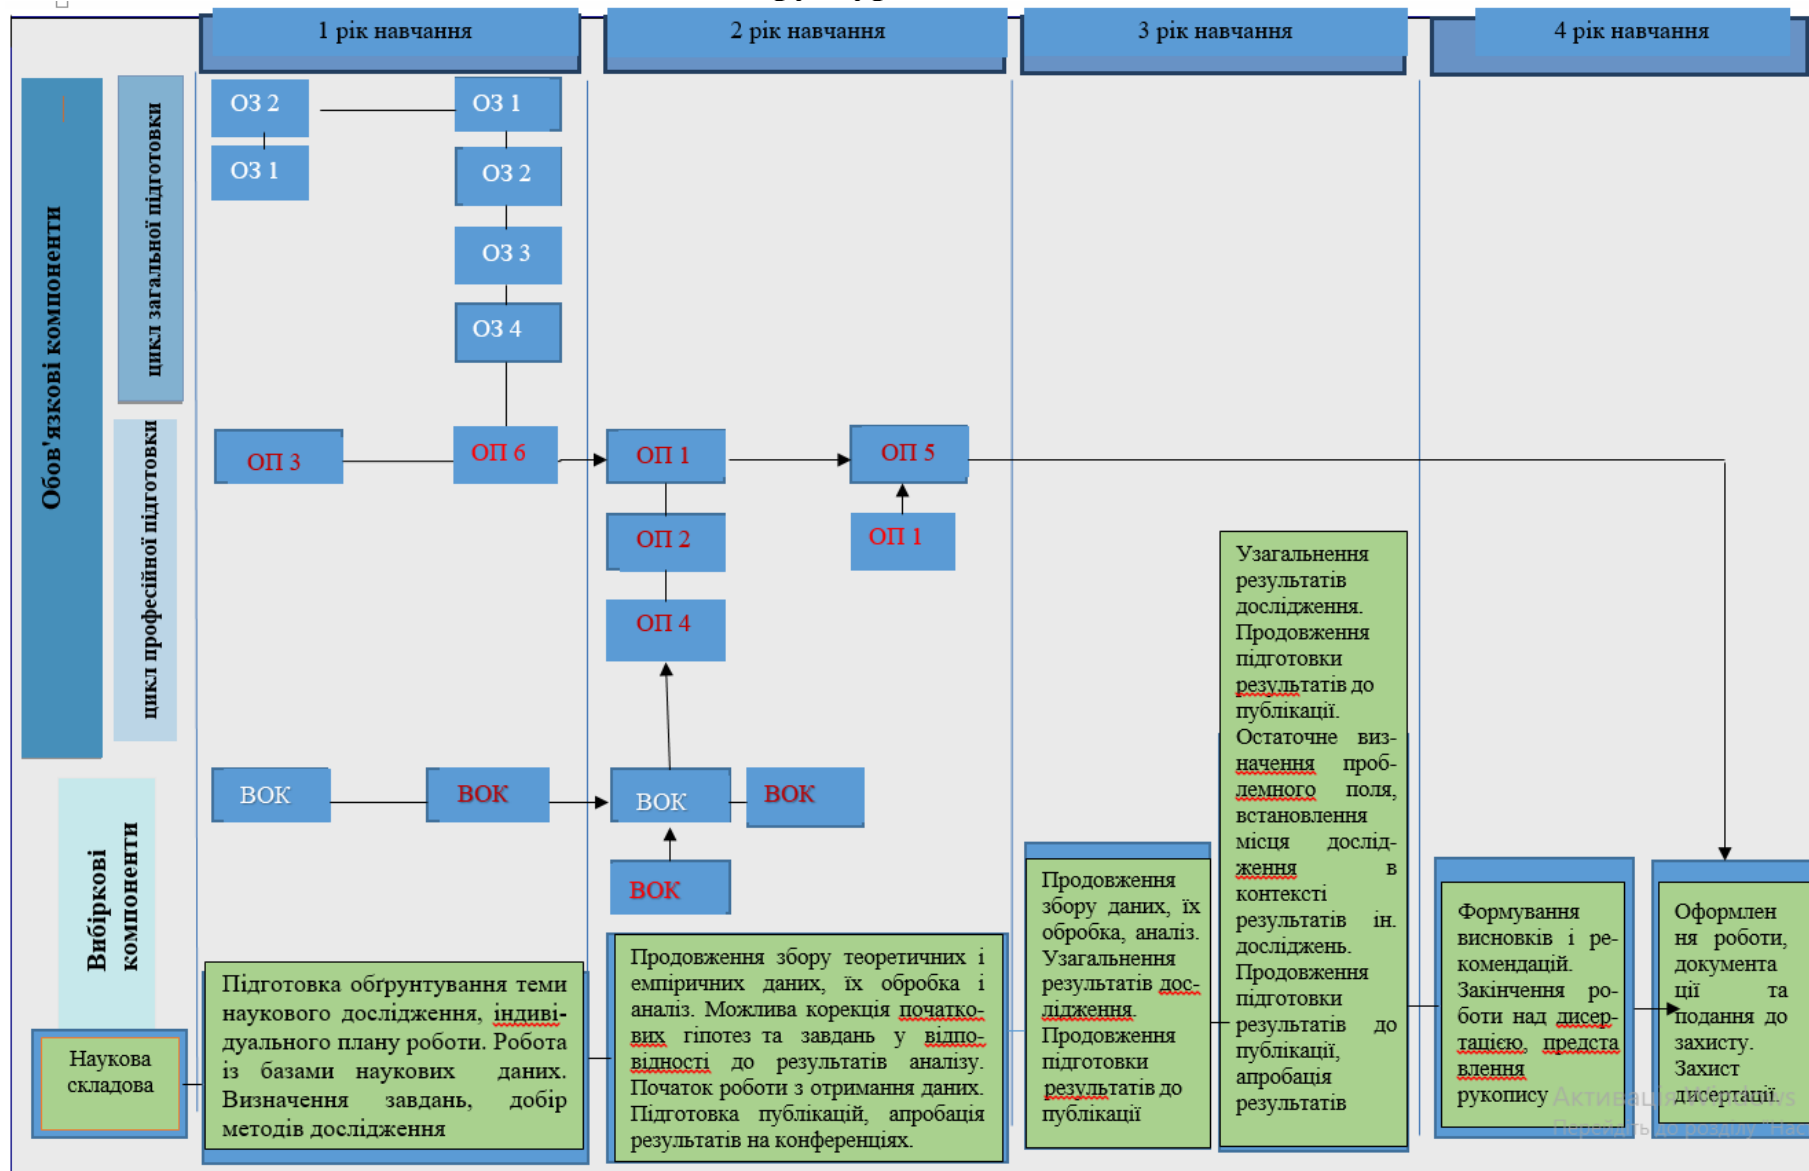 1 рік навчання
2 рік навчання
3 рік навчання
4 рік навчання
Обов'язкові компоненти
цикл загальної підготовки
цикл професійної підготовки
Вибіркові
компоненти
ОЗ 2
ОЗ 1
ОЗ 1
ОЗ 2
ОЗ 3
ОЗ 4
ОП 3
ОП 6
ОП 1
ОП 5
ОП 2
ОП 1
ОП 4
ВОК
ВОК
ВОК
ВОК
ВОК
Наукова
складова
Підготовка обґрунтування теми
наукового дослідження, індиві-
дуального плану роботи. Робота
із базами наукових даних.
Визначення завдань, добір
методів дослідження
Продовження збору теоретичних і
емпіричних даних, їх обробка і
аналіз. Можлива корекція початко-
вих гіпотез та завдань у відпо-
відності до результатів аналізу.
Початок роботи з отримання даних.
Підготовка публікацій, апробація
результатів на конференціях.
Продовження
збору даних, їх
обробка, аналіз.
Узагальнення
результатів дос-
лідження.
Продовження
підготовки
результатів до
публікації
Узагальнення
результатів
дослідження.
Продовження
підготовки
результатів до
публікації.
Остаточне виз-
начення проб-
лемного поля,
встановлення
місця дослід-
ження в
контексті
результатів ін.
досліджень.
Продовження
підготовки
результатів до
публікації,
апробація
результатів
Формування
висновків і ре-
комендацій.
Закінчення ро-
боти над дисер-
тацією, предста
влення
рукопису
Оформлен
ня роботи,
документа
ції та
подання до
захисту.
Захист
дисертації.
Активація Windows
Перейдіть до розділу "Нас